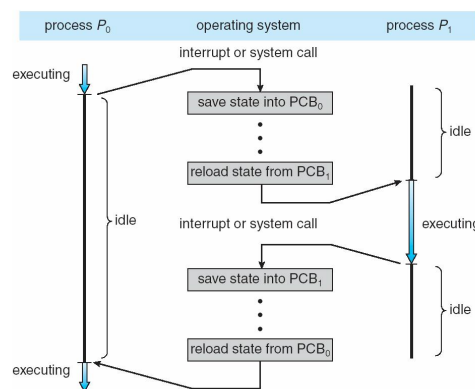 process P0 operating system process P1
interrupt or system call
executing
save state into PCB0
idle
reload state from PCB1
idle
interrupt or system call
executing
save state into PCB1
idle
reload state from PCB0
executing